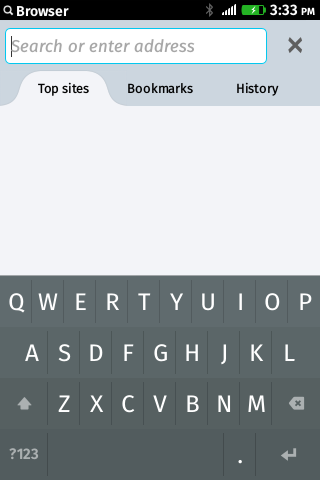 Browser 3:33 PM
Search or enter address
Top sites Bookmarks History
Q W E R T Y U I O P
A S D F G H J K L
Z X C V B N M
?123 .